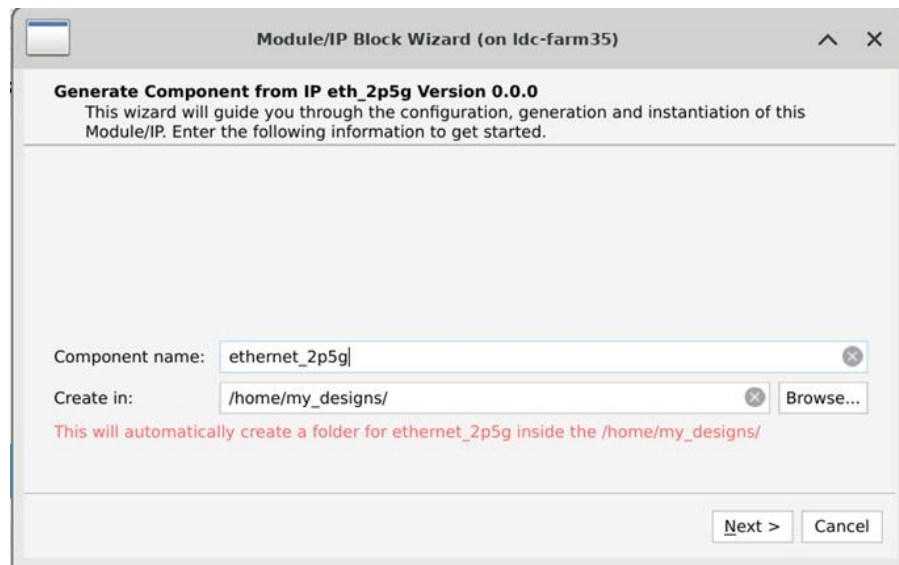 Module/IP Block Wizard (on ldc-farm35)
Generate Component from IP eth_2p5g Version 0.0.0
This wizard will guide you through the configuration, generation and instantiation of this
Module/IP. Enter the following information to get started.
Component name: ethernet_2p5g
Create in: /home/my_designs/ Browse...
This will automatically create a folder for ethernet_2p5g inside the /home/my_designs/
Next > Cancel